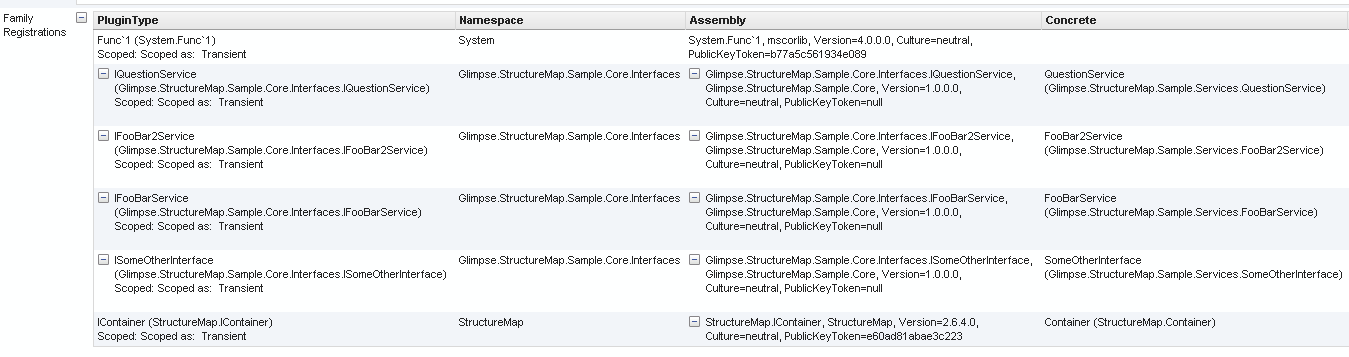 Family
Registrations
PluginType Namespace Assembly Concrete
Func`1 (System.Func`1) System System.Func`1, mscorlib, Version=4.0.0.0, Culture=neutral,
Scoped: Scoped as: Transient PublicKeyToken=b77a5c561934e089
IQuestionService Glimpse.StructureMap.Sample.Core.Interfaces Glimpse.StructureMap.Sample.Core.Interfaces.IQuestionService, QuestionService
(Glimpse.StructureMap.Sample.Core.Interfaces.IQuestionService) Glimpse.StructureMap.Sample.Core, Version=1.0.0.0, (Glimpse.StructureMap.Sample.Services.QuestionService)
Scoped: Scoped as: Transient Culture=neutral, PublicKeyToken=null
IFooBar2Service Glimpse.StructureMap.Sample.Core.Interfaces Glimpse.StructureMap.Sample.Core.Interfaces.IFooBar2Service, FooBar2Service
(Glimpse.StructureMap.Sample.Core.Interfaces.IFooBar2Service) Glimpse.StructureMap.Sample.Core, Version=1.0.0.0, (Glimpse.StructureMap.Sample.Services.FooBar2Service)
Scoped: Scoped as: Transient Culture=neutral, PublicKeyToken=null
IFooBarService Glimpse.StructureMap.Sample.Core.Interfaces Glimpse.StructureMap.Sample.Core.Interfaces.IFooBarService, FooBarService
(Glimpse.StructureMap.Sample.Core.Interfaces.IFooBarService) Glimpse.StructureMap.Sample.Core, Version=1.0.0.0, (Glimpse.StructureMap.Sample.Services.FooBarService)
Scoped: Scoped as: Transient Culture=neutral, PublicKeyToken=null
ISomeOtherInterface Glimpse.StructureMap.Sample.Core.Interfaces Glimpse.StructureMap.Sample.Core.Interfaces.ISomeOtherInterface, SomeOtherInterface
(Glimpse.StructureMap.Sample.Core.Interfaces.ISomeOtherInterface) Glimpse.StructureMap.Sample.Core, Version=1.0.0.0, (Glimpse.StructureMap.Sample.Services.SomeOtherInterface)
Scoped: Scoped as: Transient Culture=neutral, PublicKeyToken=null
IContainer (StructureMap.IContainer) StructureMap StructureMap.IContainer, StructureMap, Version=2.6.4.0, Container (StructureMap.Container)
Scoped: Scoped as: Transient Culture=neutral, PublicKeyToken=e60ad81abae3c223